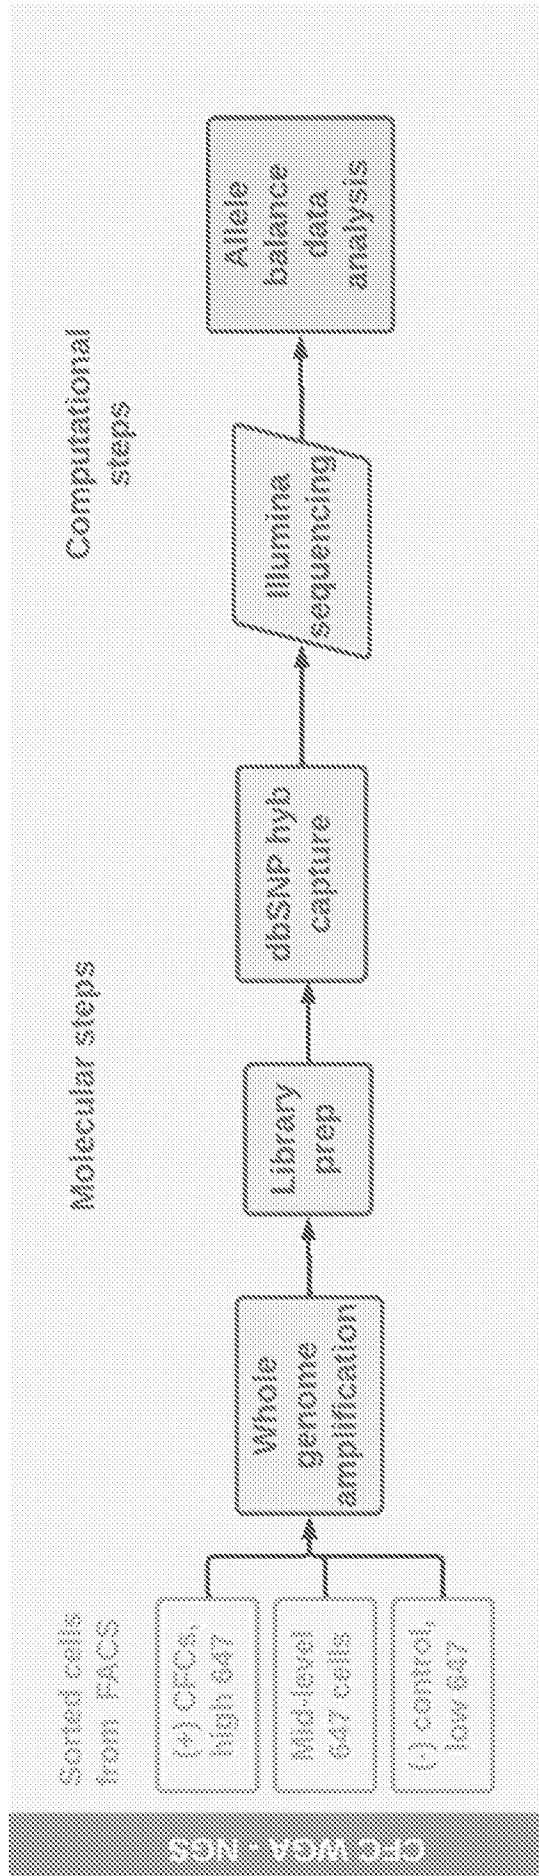 CFC WGA - NGS
Sorted cells
from FACS
(+) CFCs,
high 647
Mid-level
647 cells
(-) control,
low 647
Molecular steps
Whole
genome
amplification
Library
prep
dbSNP hyb
capture
Computational
steps
Illumina
sequencing
Allele
balance
data
analysis